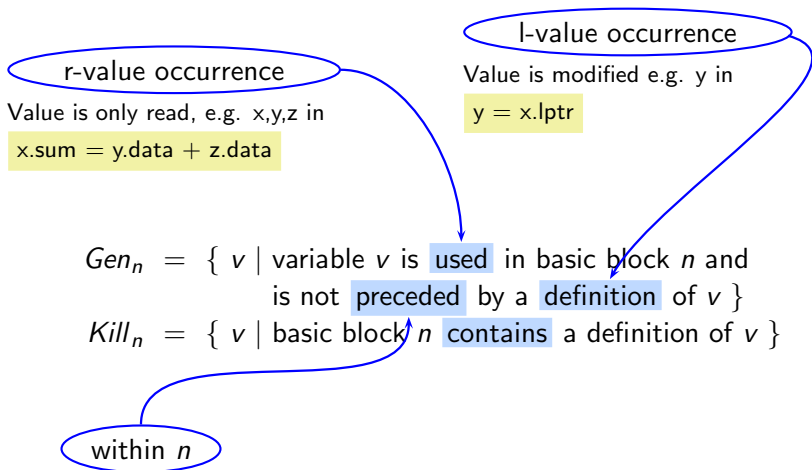 l-value occurrence
r-value occurrence
Value is modified e.g. y in
y = x.lptr
Value is only read, e.g. x,y,z in
x.sum = y.data + z.data
Genₙ = { v | variable v is used in basic block n and
is not preceded by a definition of v }
Killₙ = { v | basic block n contains a definition of v }
within n